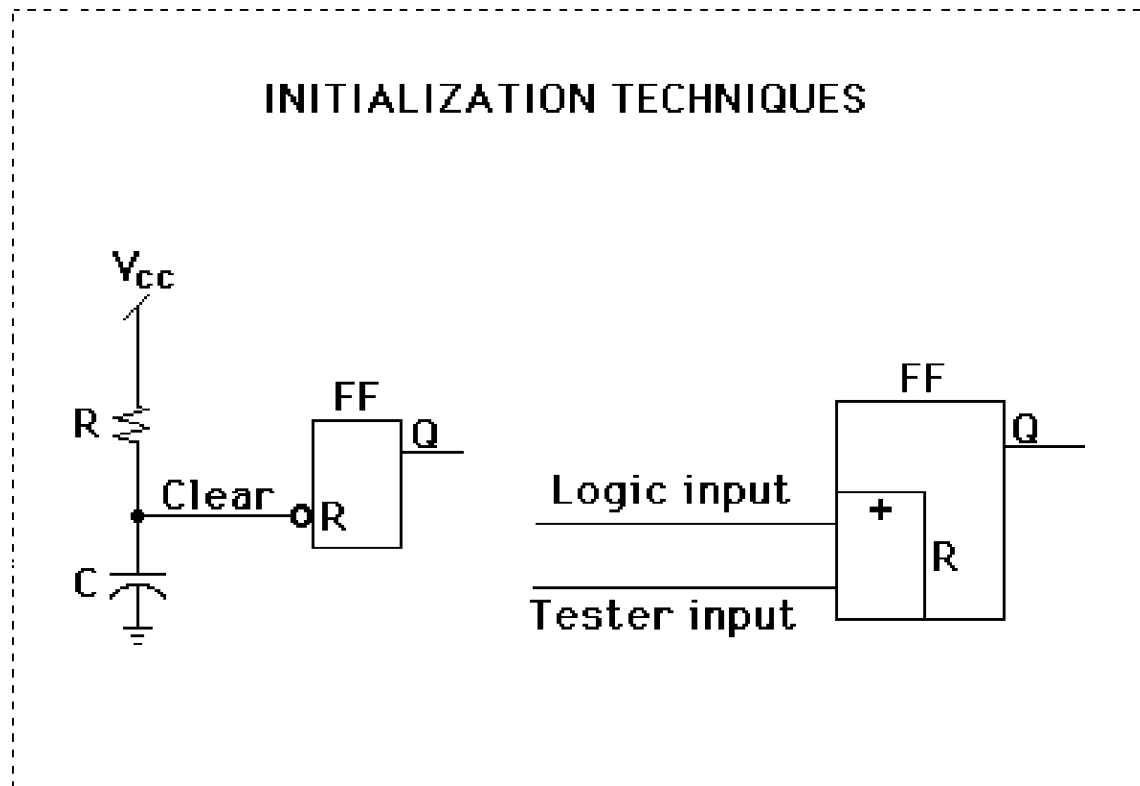 INITIALIZATION TECHNIQUES
Vcc
R
Clear
C
FF
Q
R
FF
Q
Logic input
+
R
Tester input